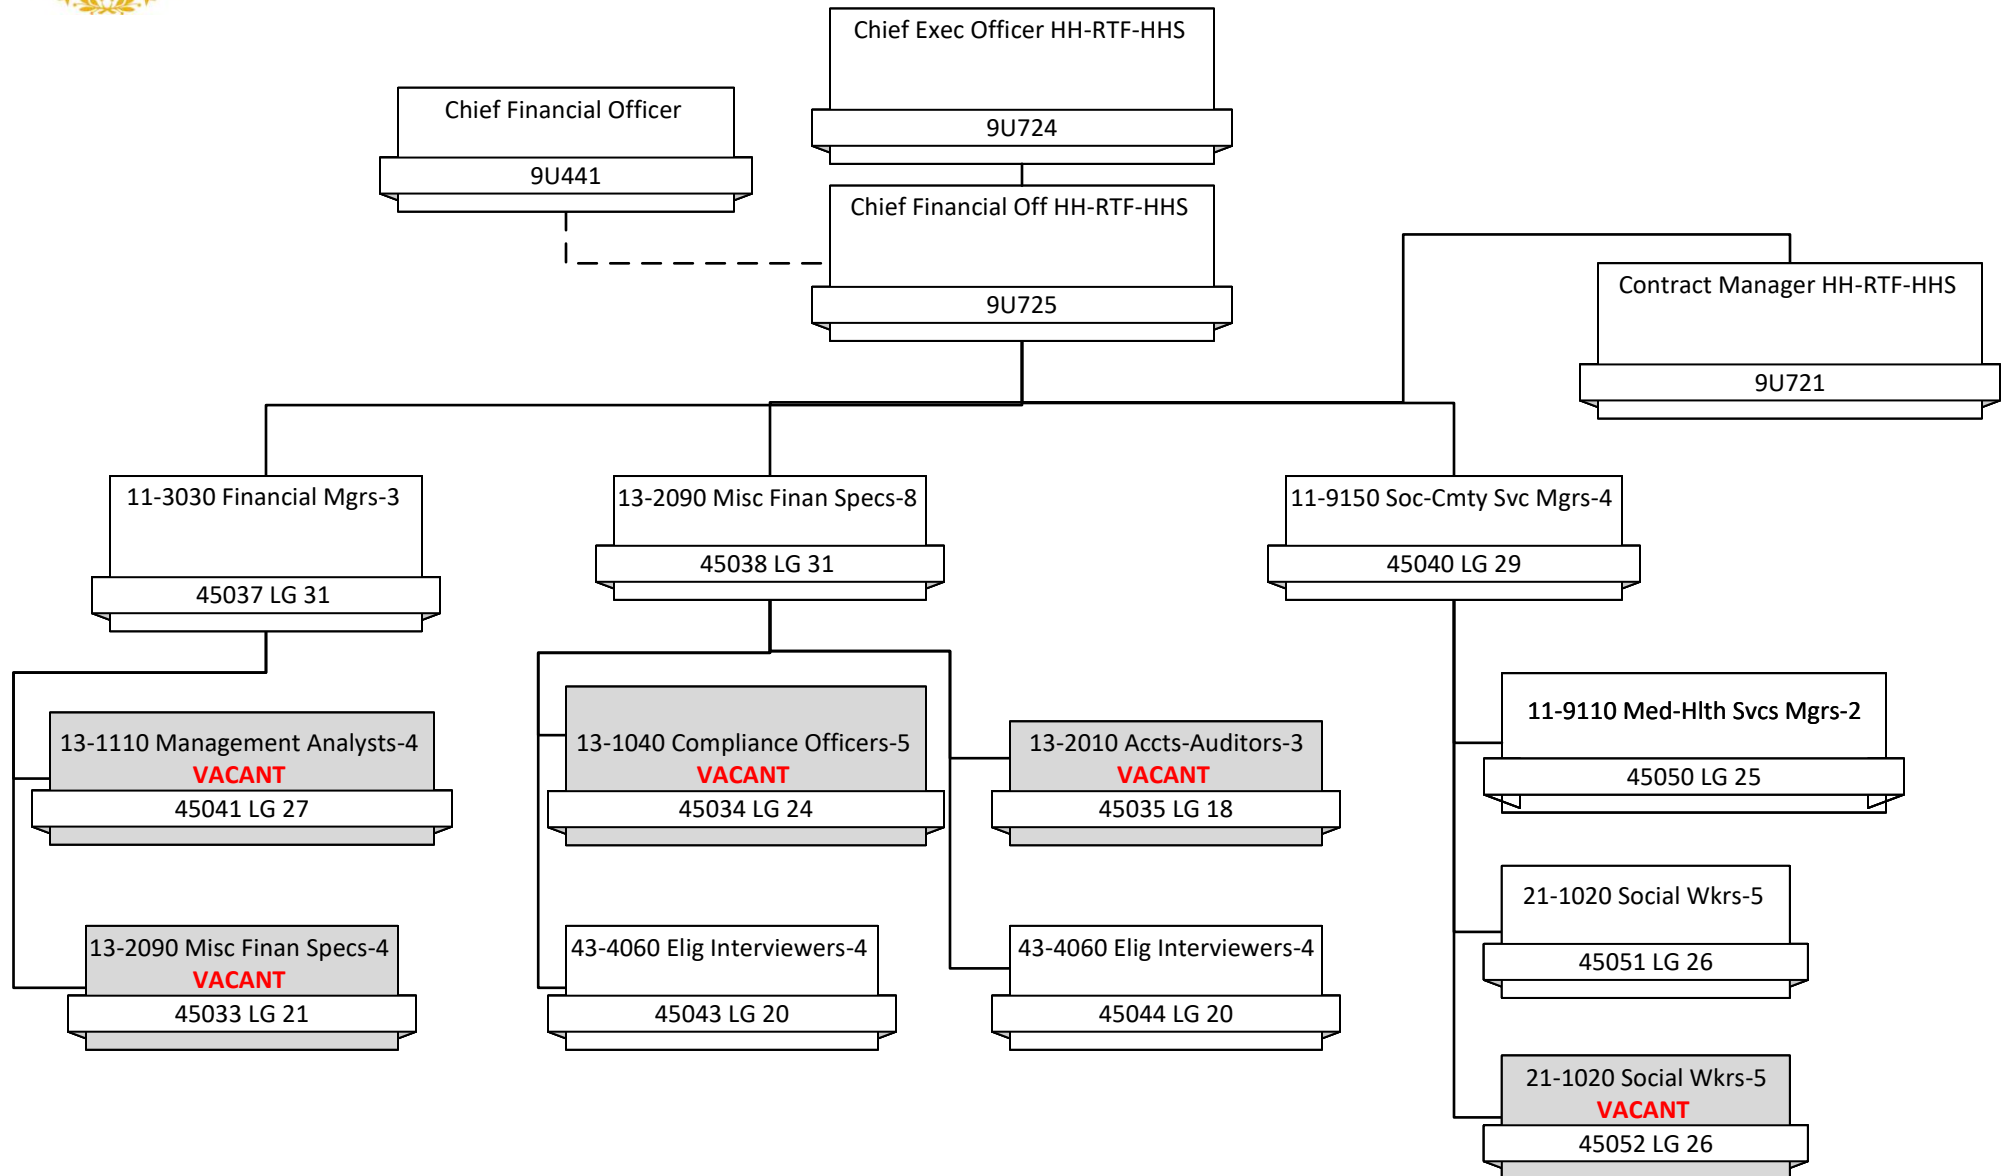 Chief Exec Officer HH-RTF-HHS
9U724
Chief Financial Officer
9U441
Chief Financial Off HH-RTF-HHS
9U725
Contract Manager HH-RTF-HHS
9U721
11-3030 Financial Mgrs-3
45037 LG 31
13-2090 Misc Finan Specs-8
45038 LG 31
11-9150 Soc-Cmty Svc Mgrs-4
45040 LG 29
13-1110 Management Analysts-4
VACANT
45041 LG 27
13-1040 Compliance Officers-5
VACANT
45034 LG 24
13-2010 Accts-Auditors-3
VACANT
45035 LG 18
11-9110 Med-Hlth Svcs Mgrs-2
45050 LG 25
13-2090 Misc Finan Specs-4
VACANT
45033 LG 21
43-4060 Elig Interviewers-4
45043 LG 20
43-4060 Elig Interviewers-4
45044 LG 20
21-1020 Social Wkrs-5
45051 LG 26
21-1020 Social Wkrs-5
VACANT
45052 LG 26